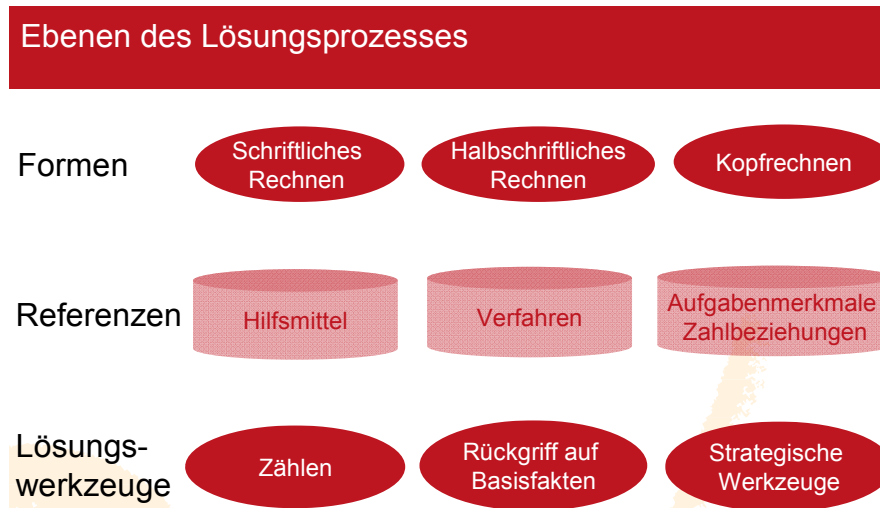 Ebenen des Lösungsprozesses
Formen
Schriftliches
Rechnen
Halbschriftliches
Rechnen
Kopfrechnen
Referenzen
Hilfsmittel
Verfahren
Aufgabenmerkmale
Zahlbeziehungen
Lösungs-
werkzeuge
Zählen
Rückgriff auf
Basisfakten
Strategische
Werkzeuge